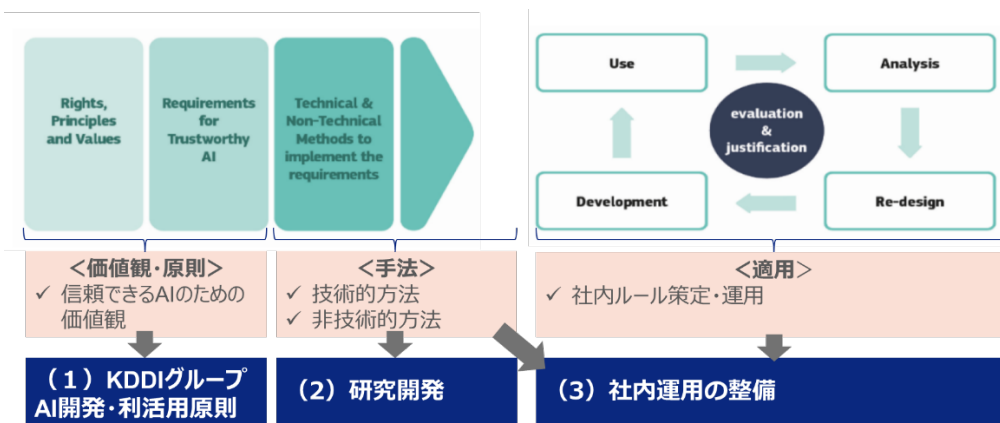 Rights,
Principles
and Values
Requirements
for
Trustworthy
AI
Technical &
Non-Technical
Methods to
implement the
requirements
Use
Analysis
evaluation
&
justification
Development
Re-design
＜価値観・原則＞
✓ 信頼できるAIのための
価値観
＜手法＞
✓ 技術的方法
✓ 非技術的方法
＜適用＞
✓ 社内ルール策定・運用
（１）KDDIグループ
AI開発・利活用原則
（2）研究開発
（3）社内運用の整備